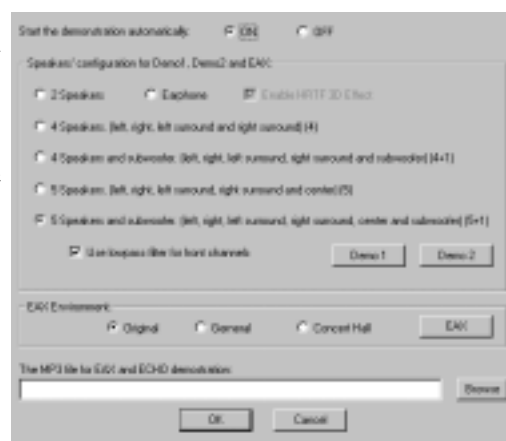 Start the demonstration automatically: ON OFF
Speakers' configuration for Demo1, Demo2 and EAX:
2 Speakers Earphone Enable HRTF 3D Effect
4 Speakers. (left, right, left surround and right surround) (4)
4 Speakers and subwoofer. (left, right, left surround, right surround and subwoofer) (4+1)
5 Speakers. (left, right, left surround, right surround and center) (5)
5 Speakers and subwoofer. (left, right, left surround, right surround, center and subwoofer) (5+1)
Use lowpass filter for front channels Demo 1 Demo 2
EAX Environment:
Original General Concert Hall EAX
The MP3 file for EAX and ECHO demonstration:
Browse
OK Cancel